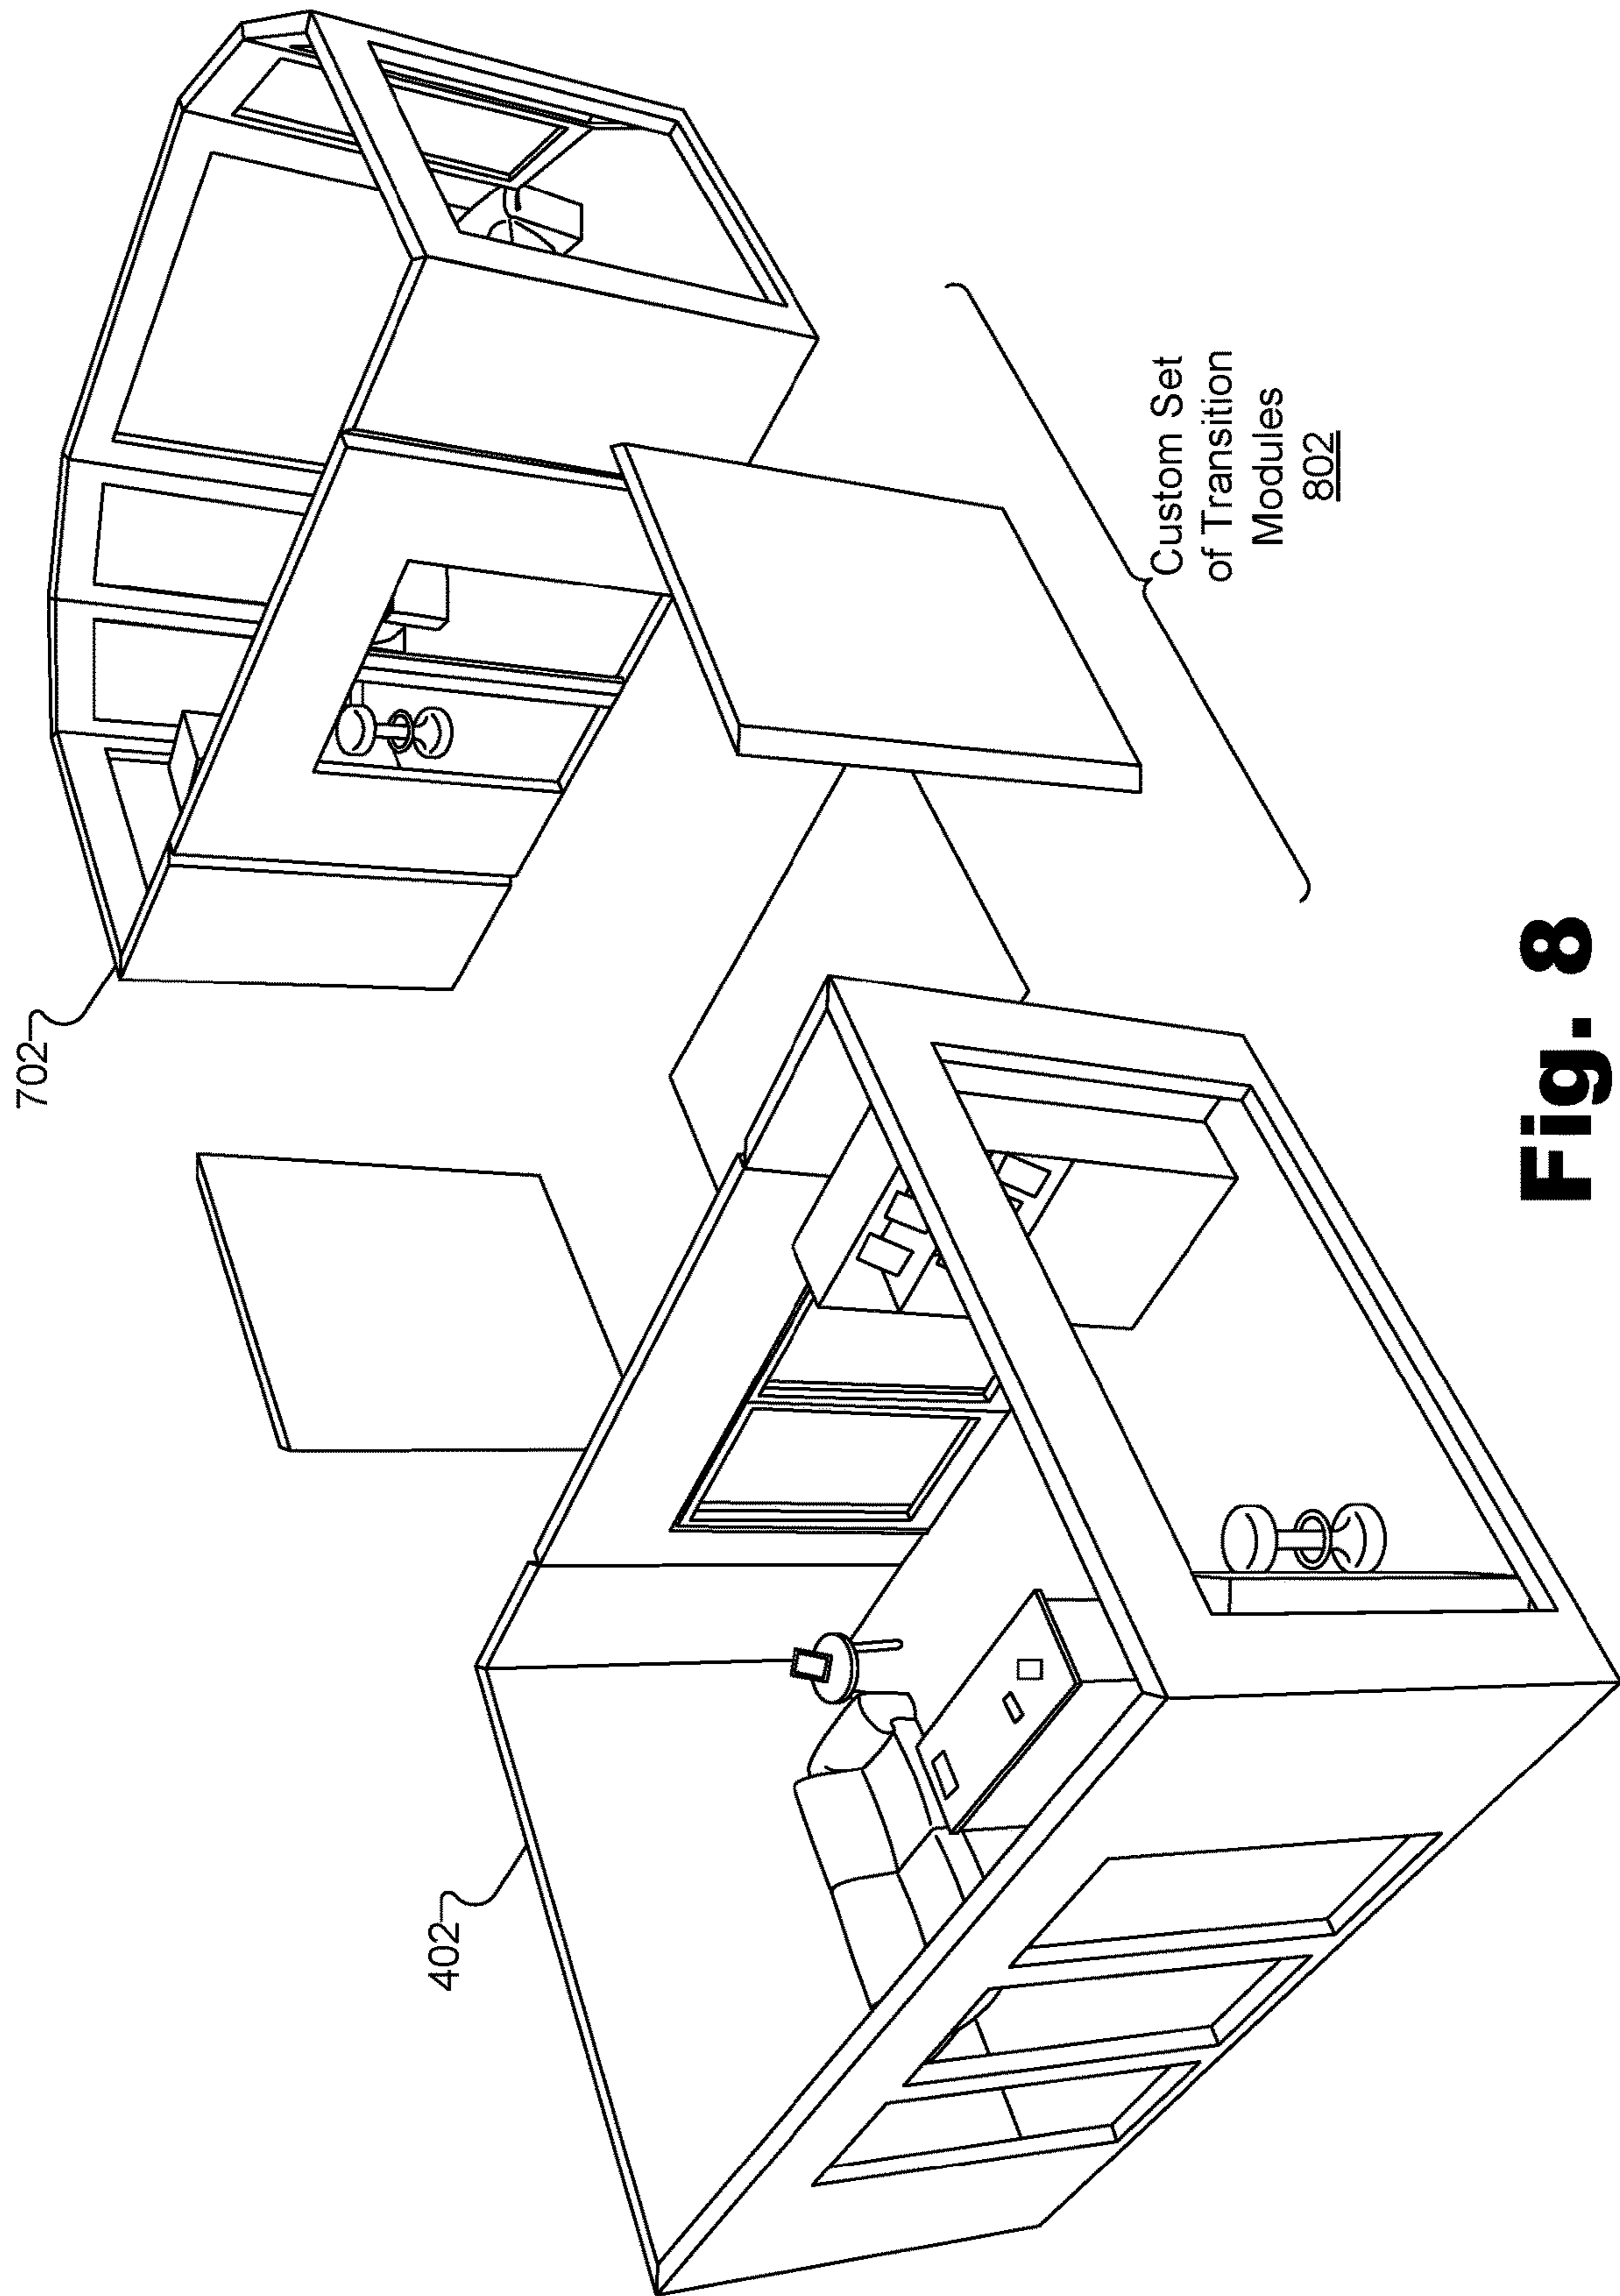 702
402
Custom Set
of Transition
Modules
802
Fig. 8